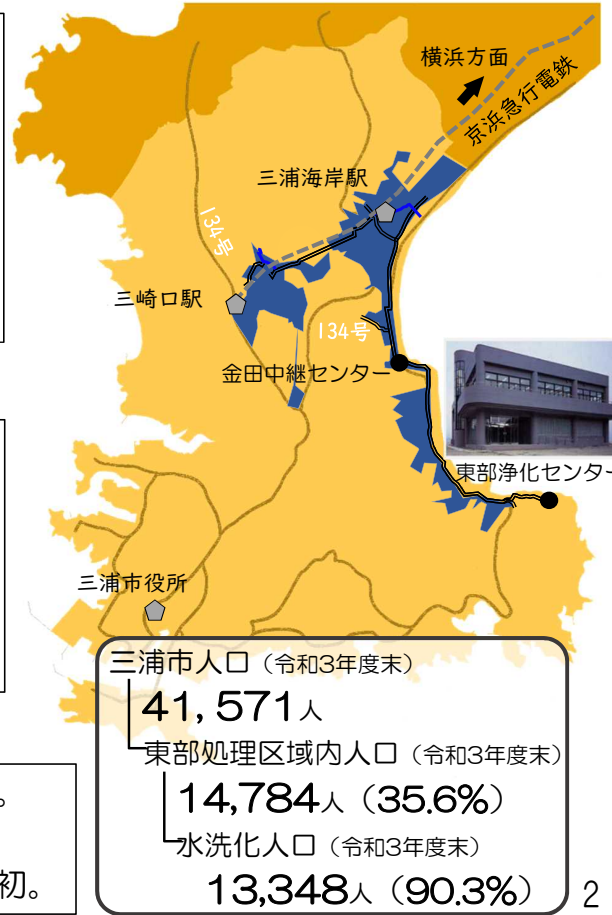 横浜方面
京浜急行電鉄
三浦海岸駅
134号
三崎口駅
134号
金田中継センター
東部浄化センター
三浦市役所
三浦市人口（令和3年度末）
41,571人
東部処理区域内人口（令和3年度末）
14,784人（35.6%）
水洗化人口（令和3年度末）
13,348人（90.3%）
。
初。
2